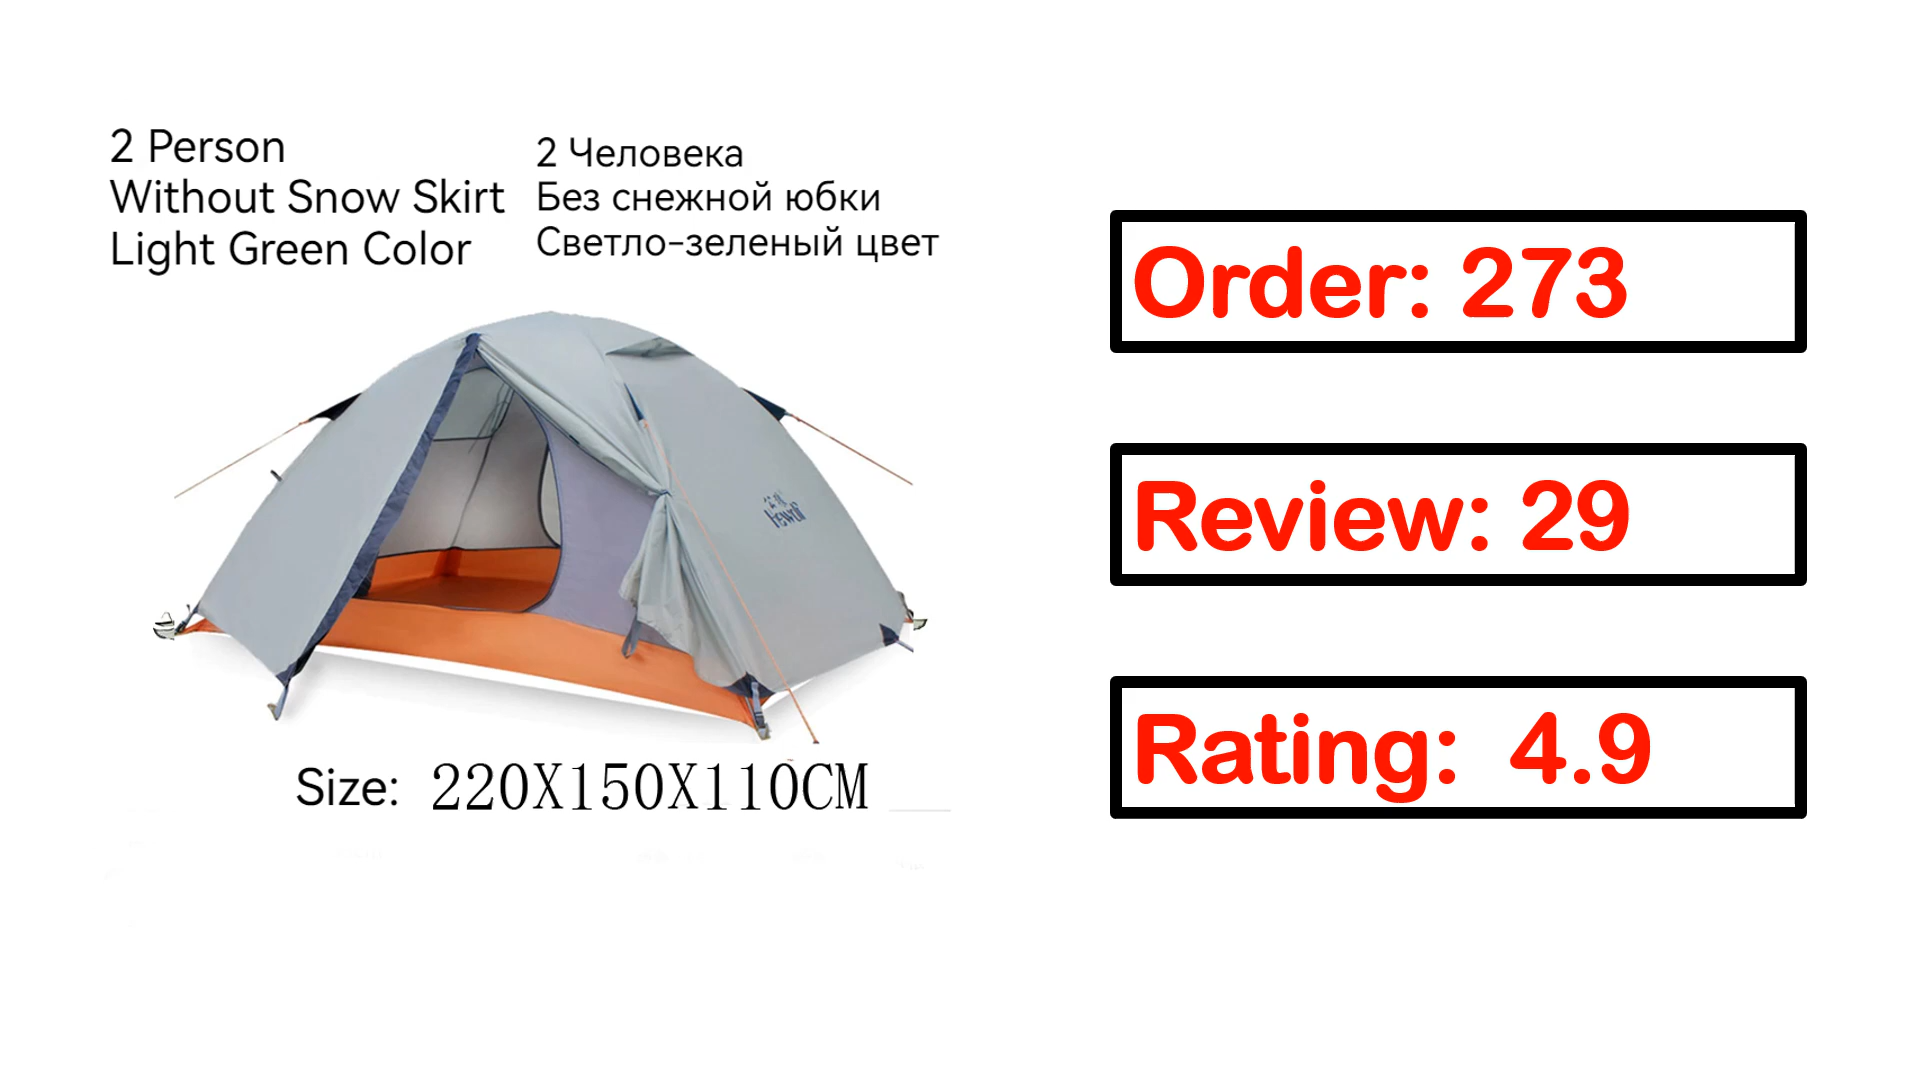 2 Person
Without Snow Skirt
Light Green Color
2 Человека
Без снежной юбки
Светло-зеленый цвет
Size: 220X150X110CM
Order: 273
Review: 29
Rating: 4.9